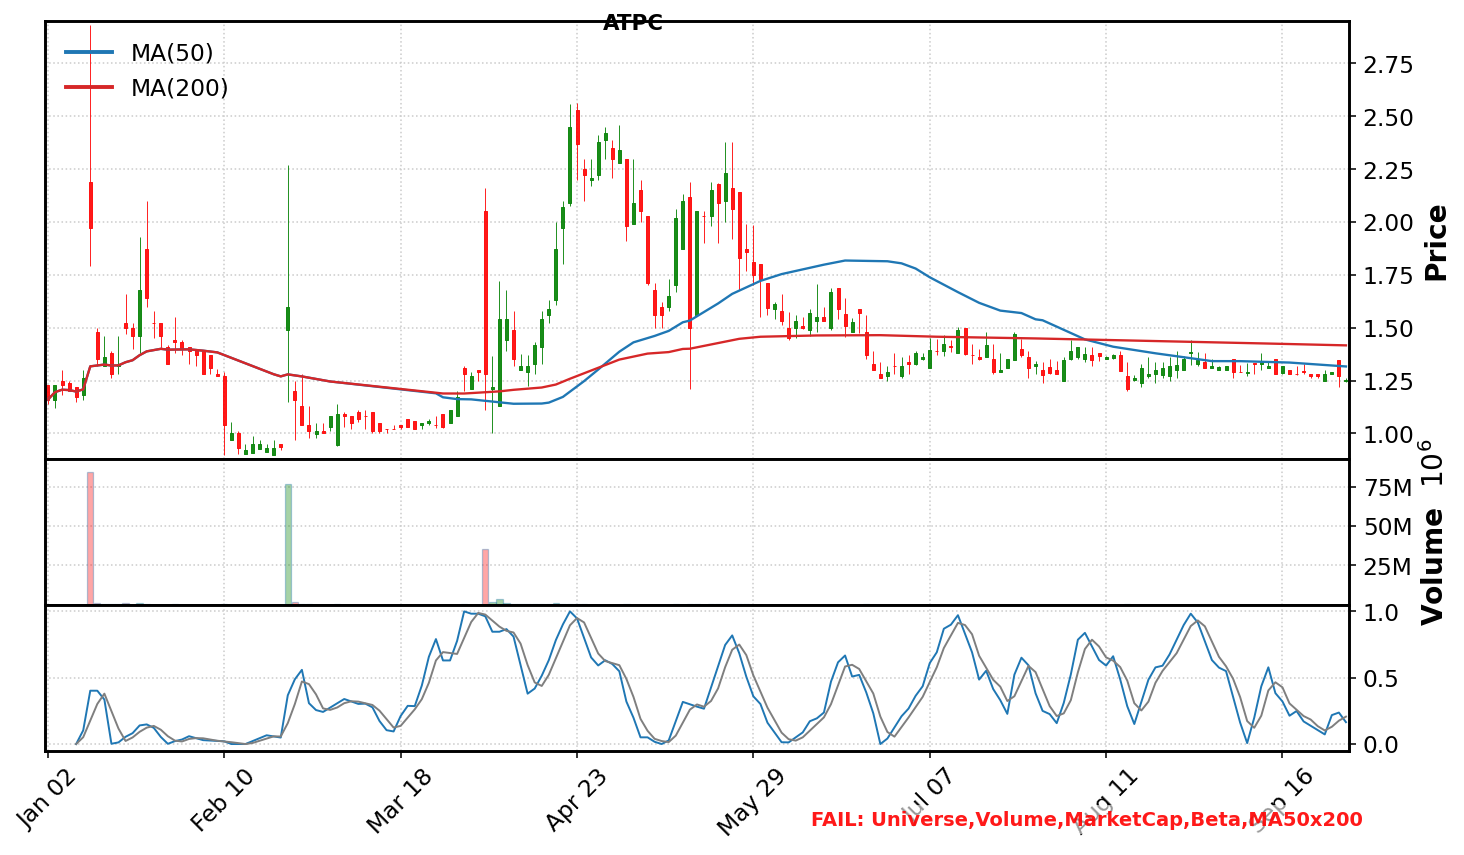 ATPC
MA(50)
MA(200)
2.75
2.50
2.25
2.00
1.75
1.50
1.25
1.00
Price
75M
50M
25M
Volume 10^6
1.0
0.5
0.0
Jan 02
Feb 10
Mar 18
Apr 23
May 29
Jul 07
Aug 11
Sep 16
FAIL: Universe,Volume,MarketCap,Beta,MA50x200